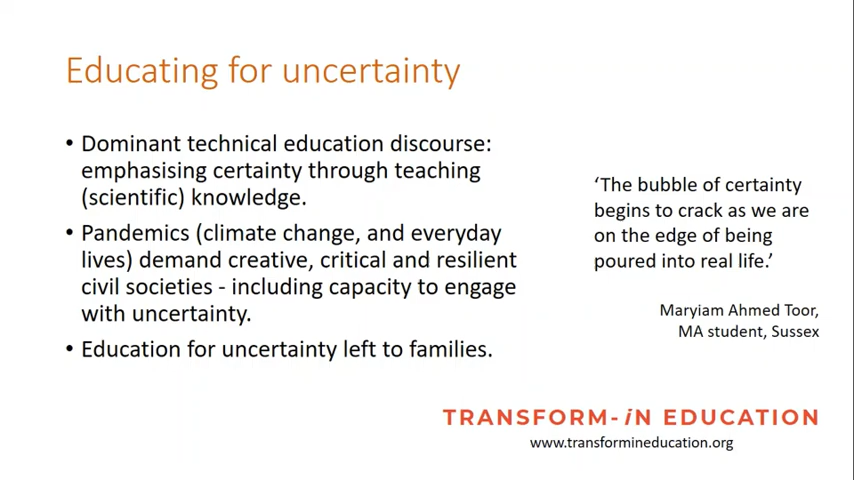 Educating for uncertainty
• Dominant technical education discourse:
emphasising certainty through teaching
(scientific) knowledge.
• Pandemics (climate change, and everyday
lives) demand creative, critical and resilient
civil societies - including capacity to engage
with uncertainty.
• Education for uncertainty left to families.
‘The bubble of certainty
begins to crack as we are
on the edge of being
poured into real life.’
Maryiam Ahmed Toor,
MA student, Sussex
TRANSFORM-iN EDUCATION
www.transformineducation.org